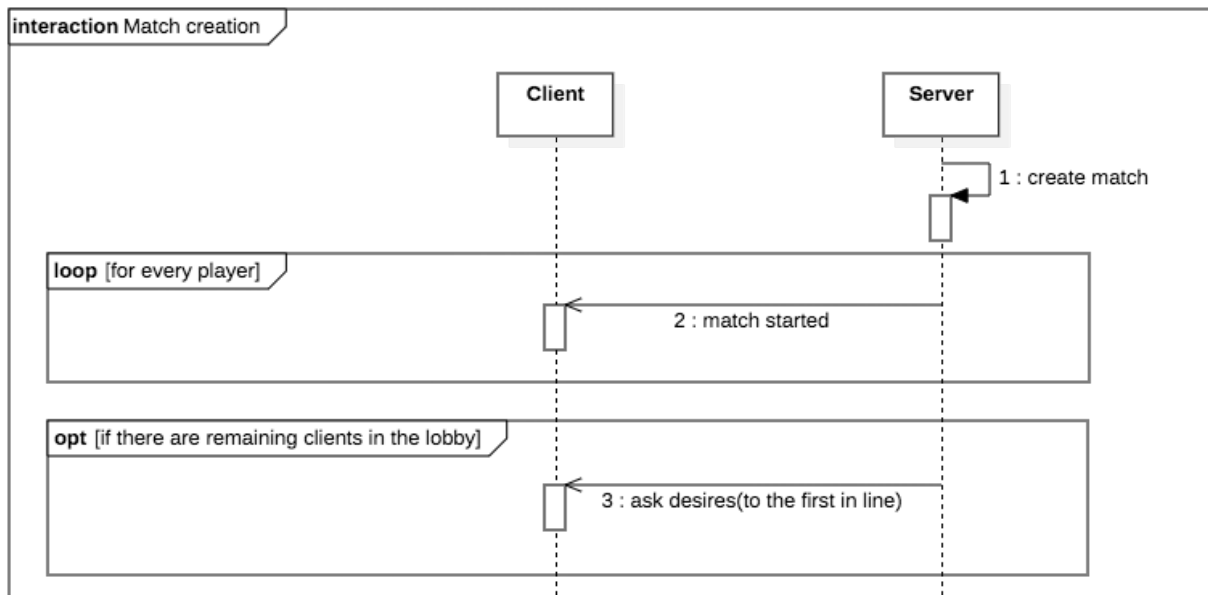 interaction Match creation
Client
Server
1 : create match
loop [for every player]
2 : match started
opt [if there are remaining clients in the lobby]
3 : ask desires(to the first in line)